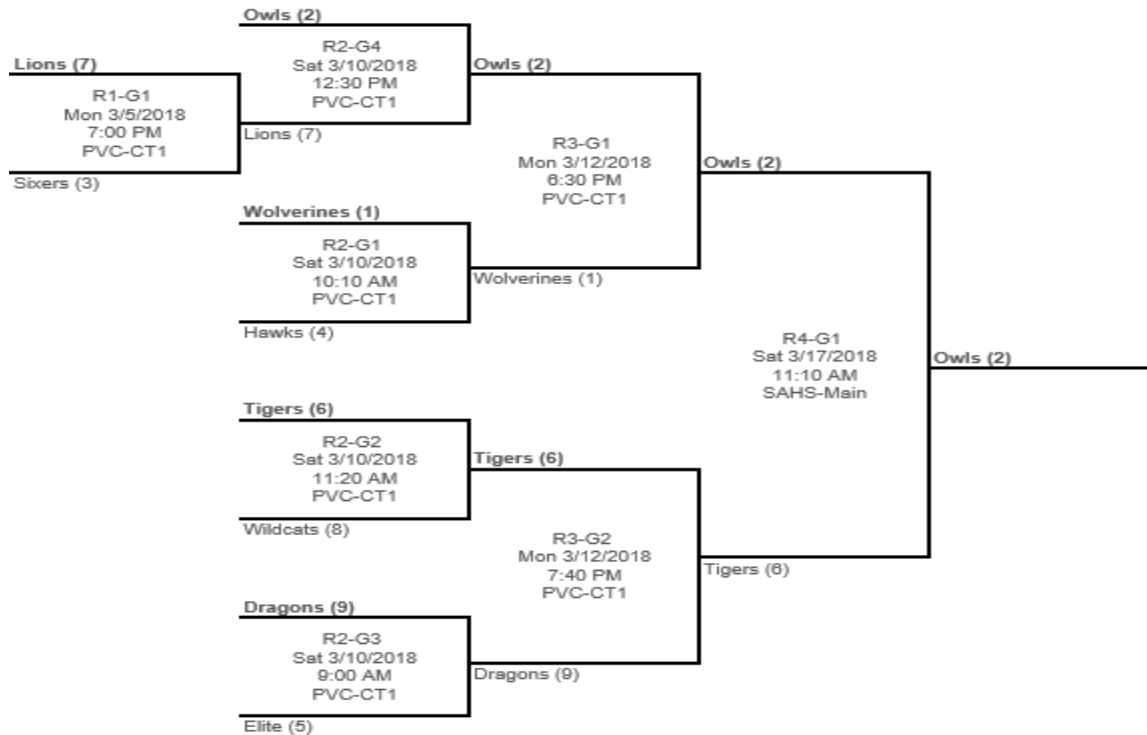 Owls (2)
R2-G4
Sat 3/10/2018
12:30 PM
PVC-CT1
Lions (7)
Lions (7)
R1-G1
Mon 3/5/2018
7:00 PM
PVC-CT1
Sixers (3)
Owls (2)
R3-G1
Mon 3/12/2018
6:30 PM
PVC-CT1
Wolverines (1)
Wolverines (1)
R2-G1
Sat 3/10/2018
10:10 AM
PVC-CT1
Hawks (4)
Owls (2)
R4-G1
Sat 3/17/2018
11:10 AM
SAHS-Main
Tigers (6)
Owls (2)
Tigers (6)
R2-G2
Sat 3/10/2018
11:20 AM
PVC-CT1
Wildcats (8)
Tigers (6)
R3-G2
Mon 3/12/2018
7:40 PM
PVC-CT1
Dragons (9)
Dragons (9)
R2-G3
Sat 3/10/2018
9:00 AM
PVC-CT1
Elite (5)